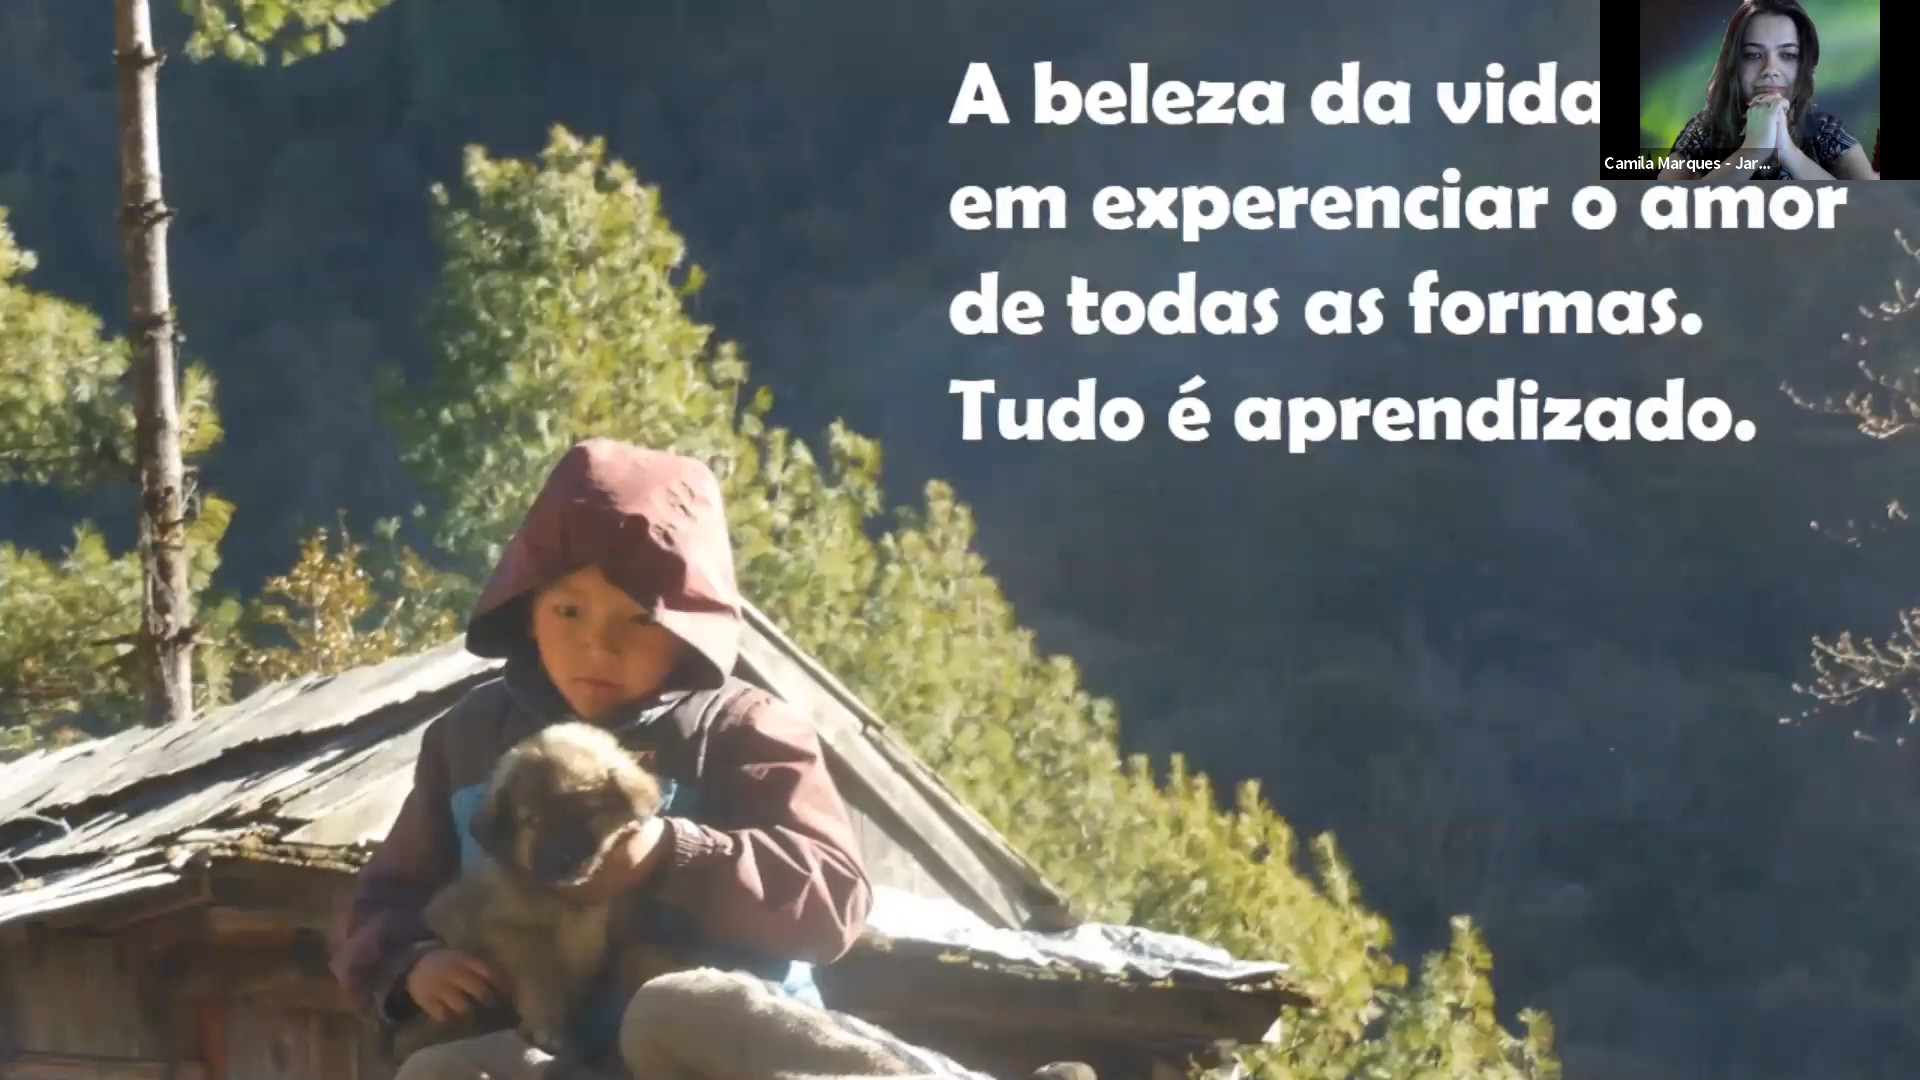 A beleza da vida
em experenciar o amor
de todas as formas.
Tudo é aprendizado.
Camila Marques - Jar...